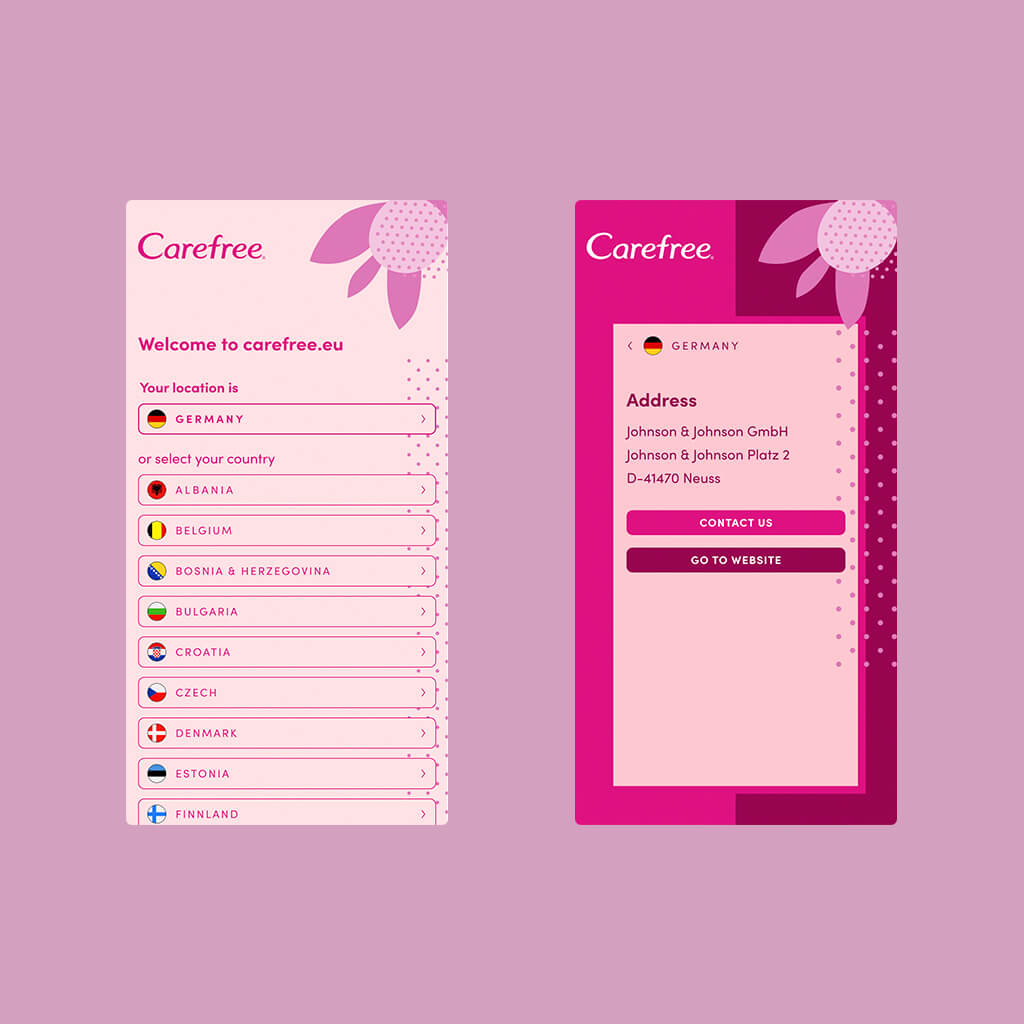 Carefree®
Welcome to carefree.eu
Your location is
GERMANY
or select your country
ALBANIA
BELGIUM
BOSNIA & HERZEGOVINA
BULGARIA
CROATIA
CZECH
DENMARK
ESTONIA
FINNLAND
Carefree®
GERMANY
Address
Johnson & Johnson GmbH
Johnson & Johnson Platz 2
D-41470 Neuss
CONTACT US
GO TO WEBSITE